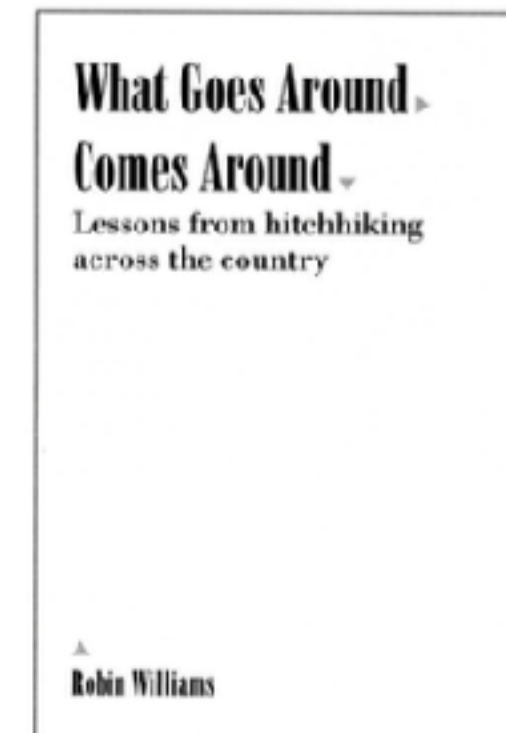 What Goes Around
Comes Around
Lessons from hitchhiking
across the country
Robin Williams